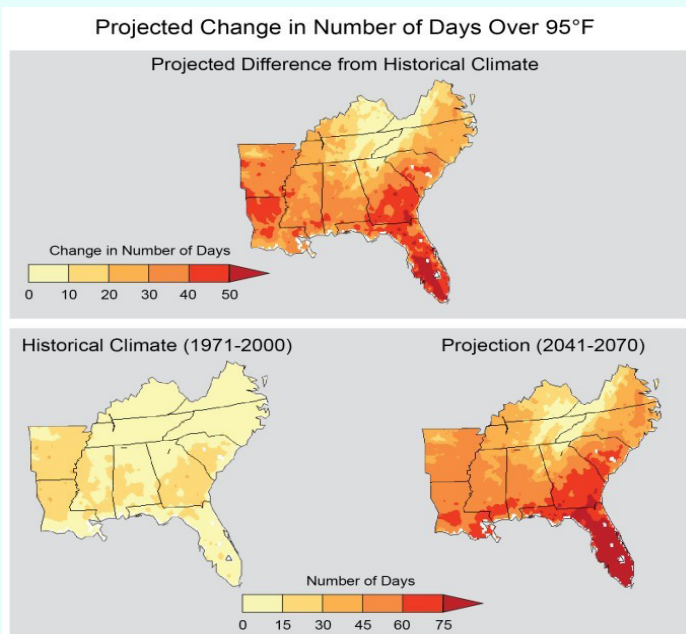 Projected Change in Number of Days Over 95°F
Projected Difference from Historical Climate
Change in Number of Days
0 10 20 30 40 50
Historical Climate (1971-2000)
Projection (2041-2070)
Number of Days
0 15 30 45 60 75